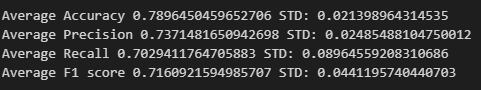 Average Accuracy 0.7896450459652706 STD: 0.021398964314535
Average Precision 0.7371481650942698 STD: 0.02485488104750012
Average Recall 0.7029411764705883 STD: 0.08964559208310686
Average F1 score 0.7160921594985707 STD: 0.0441195740440703